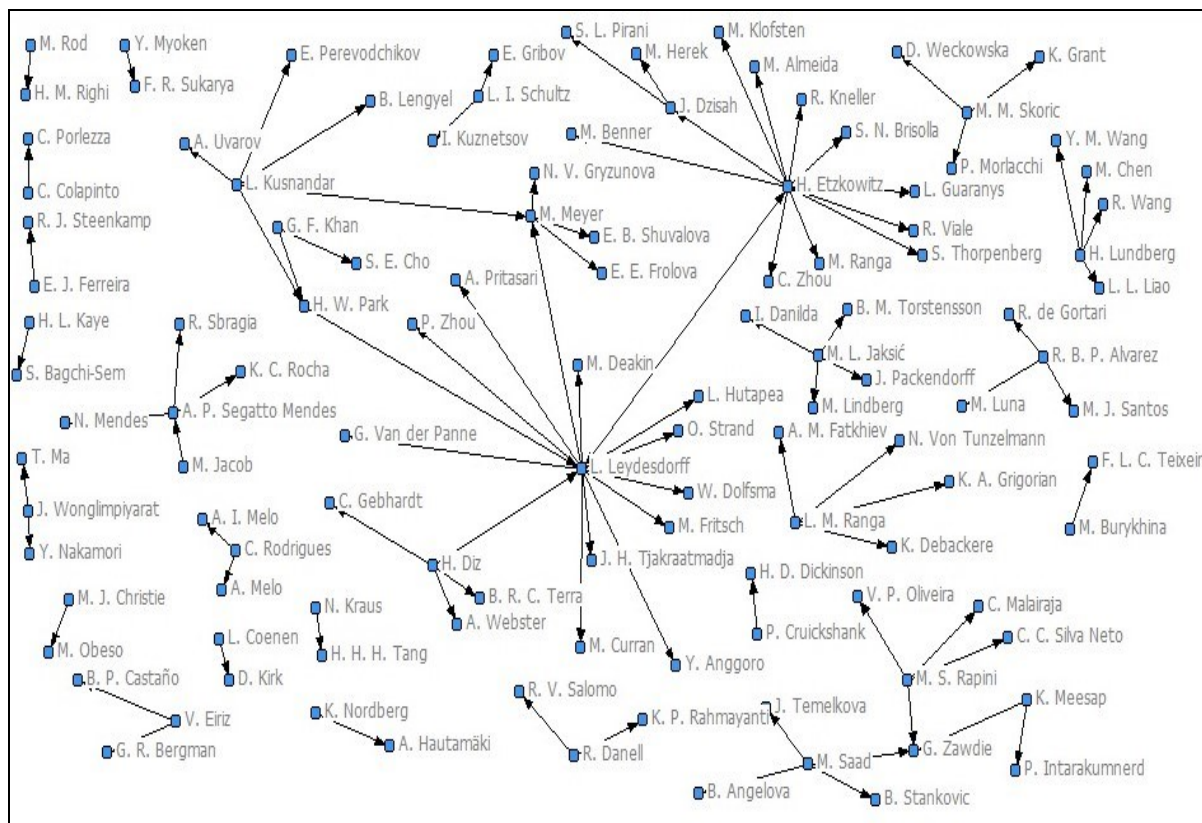 S. L. Pirani
M. Klofsten
M. Rod
Y. Myoken
E. Perevodchikov
E. Gribov
M. Herek
D. Weckowska
K. Grant
M. Almeida
F. R. Sukarya
H. M. Righi
B. Lengyel
L. I. Schultz
J. Dzisah
R. Kneller
M. M. Skoric
C. Porlezza
A. Uvarov
I. Kuznetsov
M. Benner
S. N. Brisolla
Y. M. Wang
P. Morlacchi
M. Chen
N. V. Gryzunova
L. Kusnandar
H. Etzkowitz
L. Guaranys
C. Colapinto
R. Wang
R. J. Steenkamp
G. F. Khan
M. Meyer
R. Viale
E. B. Shuvalova
S. Thorpenberg
H. Lundberg
S. E. Cho
M. Ranga
E. E. Frolova
A. Pritasari
C. Zhou
E. J. Ferreira
L. L. Liao
H. W. Park
B. M. Torstensson
I. Danilda
R. de Gortari
H. L. Kaye
R. Sbragia
P. Zhou
M. L. Jaksić
R. B. P. Alvarez
M. Deakin
S. Bagchi-Sem
K. C. Rocha
J. Packendorff
L. Hutapea
M. Lindberg
M. Luna
M. J. Santos
N. Mendes
A. P. Segatto Mendes
O. Strand
A. M. Fatkhiev
G. Van der Panne
N. Von Tunzelmann
T. Ma
M. Jacob
L. Leydesdorff
F. L. C. Teixeir
K. A. Grigorian
W. Dolfsma
C. Gebhardt
J. Wonglimpiyarat
A. I. Melo
M. Fritsch
L. M. Ranga
M. Burykhina
Y. Nakamori
C. Rodrigues
K. Debackere
J. H. Tjakraatmadja
H. Diz
H. D. Dickinson
A. Melo
B. R. C. Terra
V. P. Oliveira
M. J. Christie
N. Kraus
C. Malairaja
A. Webster
P. Cruickshank
L. Coenen
C. C. Silva Neto
M. Obeso
H. H. H. Tang
M. Curran
Y. Anggoro
B. P. Castaño
D. Kirk
M. S. Rapini
R. V. Salomo
K. Meesap
V. Eiriz
K. Nordberg
K. P. Rahmayanti
J. Temelkova
G. R. Bergman
A. Hautamäki
R. Danell
G. Zawdie
M. Saad
P. Intarakumnerd
B. Angelova
B. Stankovic